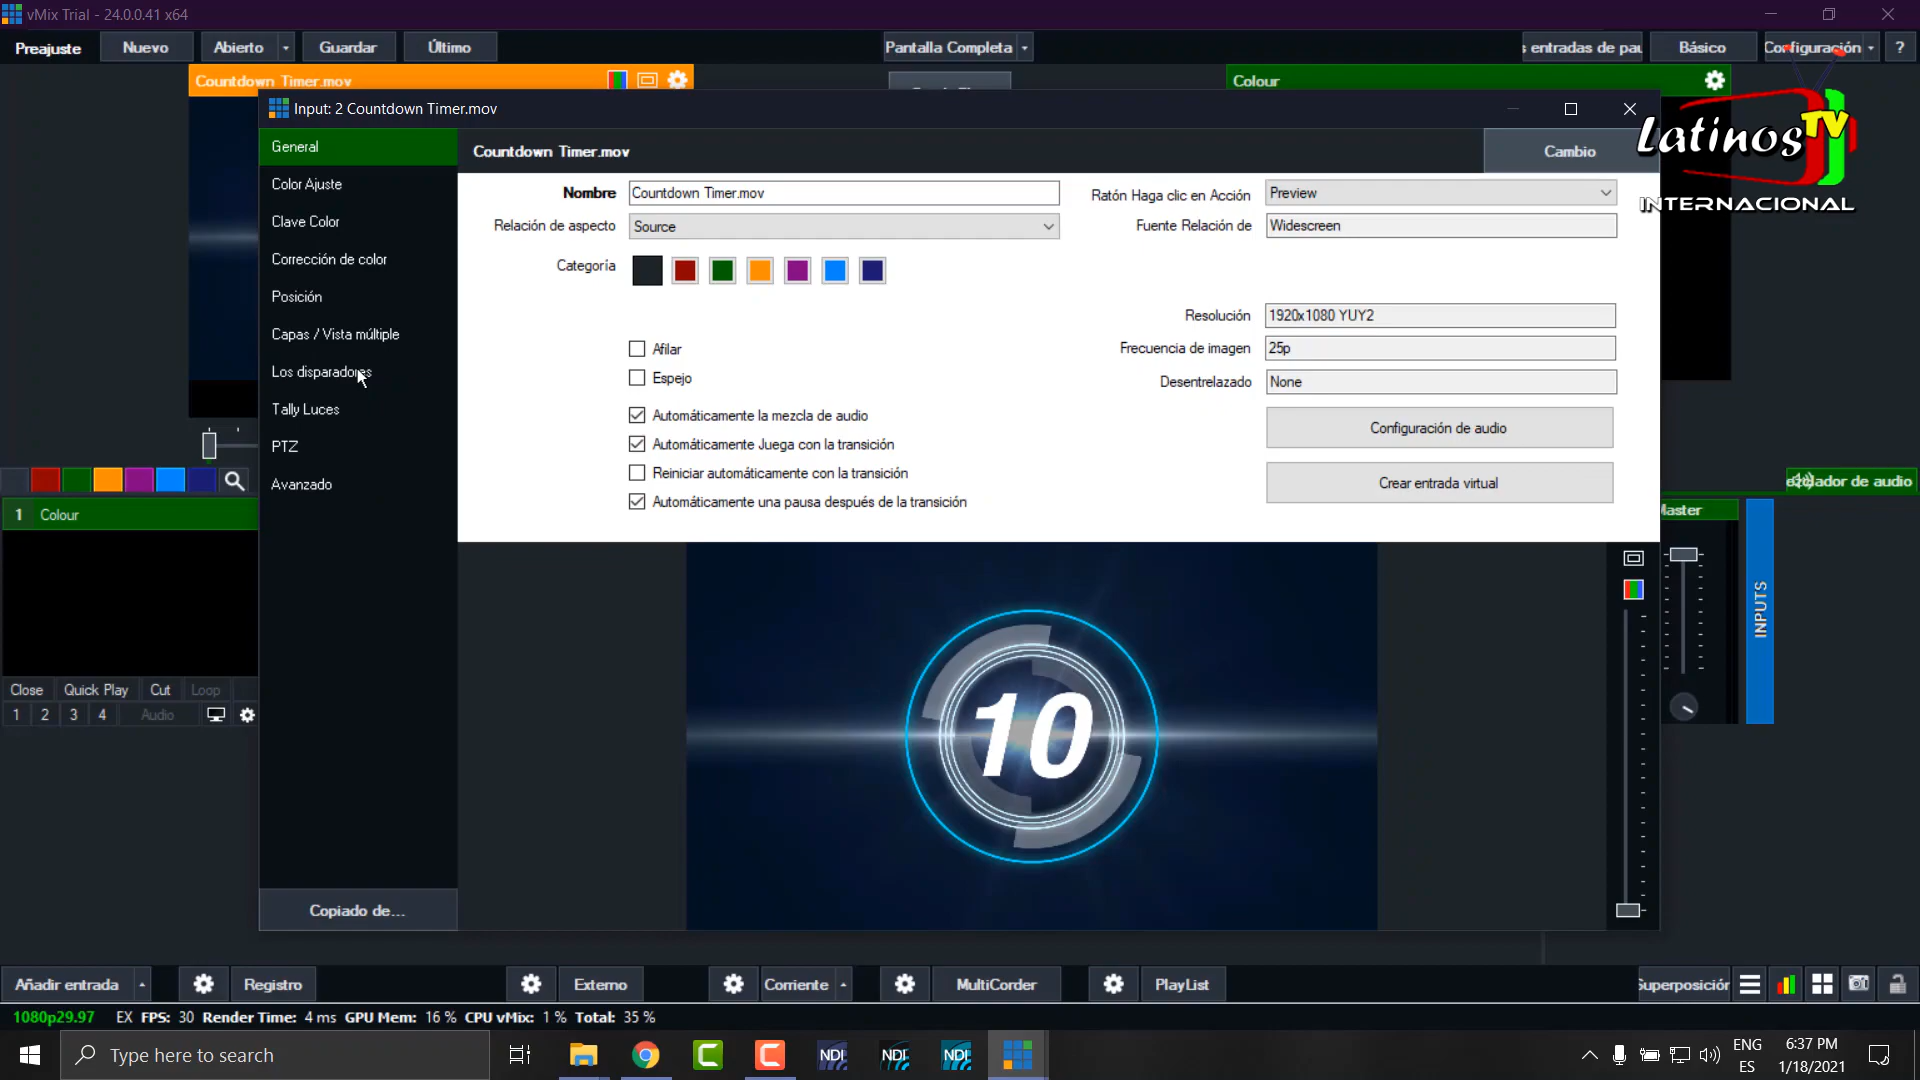 vMix Trial - 24.0.0.41 x64
Preajuste
Nuevo
Abierto
Guardar
Último
Pantalla Completa
entradas de pau
Básico
Configuración
?
Countdown Timer.mov
Colour
Input: 2 Countdown Timer.mov
LatinosTV
INTERNACIONAL
General
Color Ajuste
Clave Color
Corrección de color
Posición
Capas / Vista múltiple
Los disparadores
Tally Luces
PTZ
Avanzado
Copiado de...
Countdown Timer.mov
Cambio
Nombre
Countdown Timer.mov
Relación de aspecto
Source
Categoría
Afilar
Espejo
Automáticamente la mezcla de audio
Automáticamente Juega con la transición
Reiniciar automáticamente con la transición
Automáticamente una pausa después de la transición
Ratón Haga clic en Acción
Preview
Fuente Relación de
Widescreen
Resolución
1920x1080 YUY2
Frecuencia de imagen
25p
Desentrelazado
None
Configuración de audio
Crear entrada virtual
10
1 Colour
Close
Quick Play
Cut
Loop
1 2 3 4
Audio
ezclador de audio
Master
INPUTS
Añadir entrada
Registro
Externo
Corriente
MultiCorder
PlayList
Superposición
1080p29.97 EX FPS: 30 Render Time: 4 ms GPU Mem: 16 % CPU vMix: 1 % Total: 35 %
Type here to search
NDI
NDI
NDI
ENG
ES
6:37 PM
1/18/2021